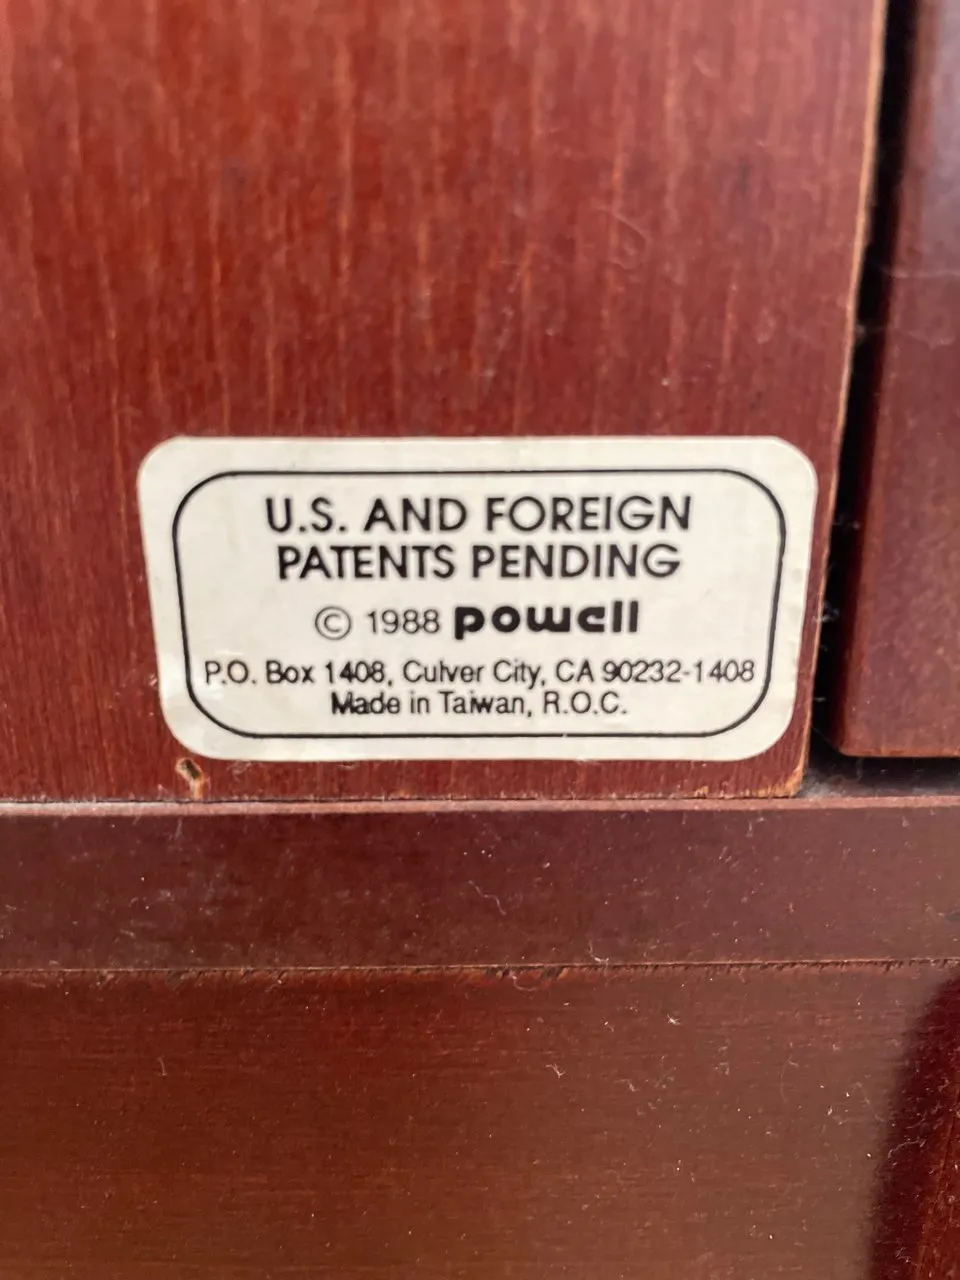 U.S. AND FOREIGN
PATENTS PENDING
© 1988 powell
P.O. Box 1408, Culver City, CA 90232-1408
Made in Taiwan, R.O.C.